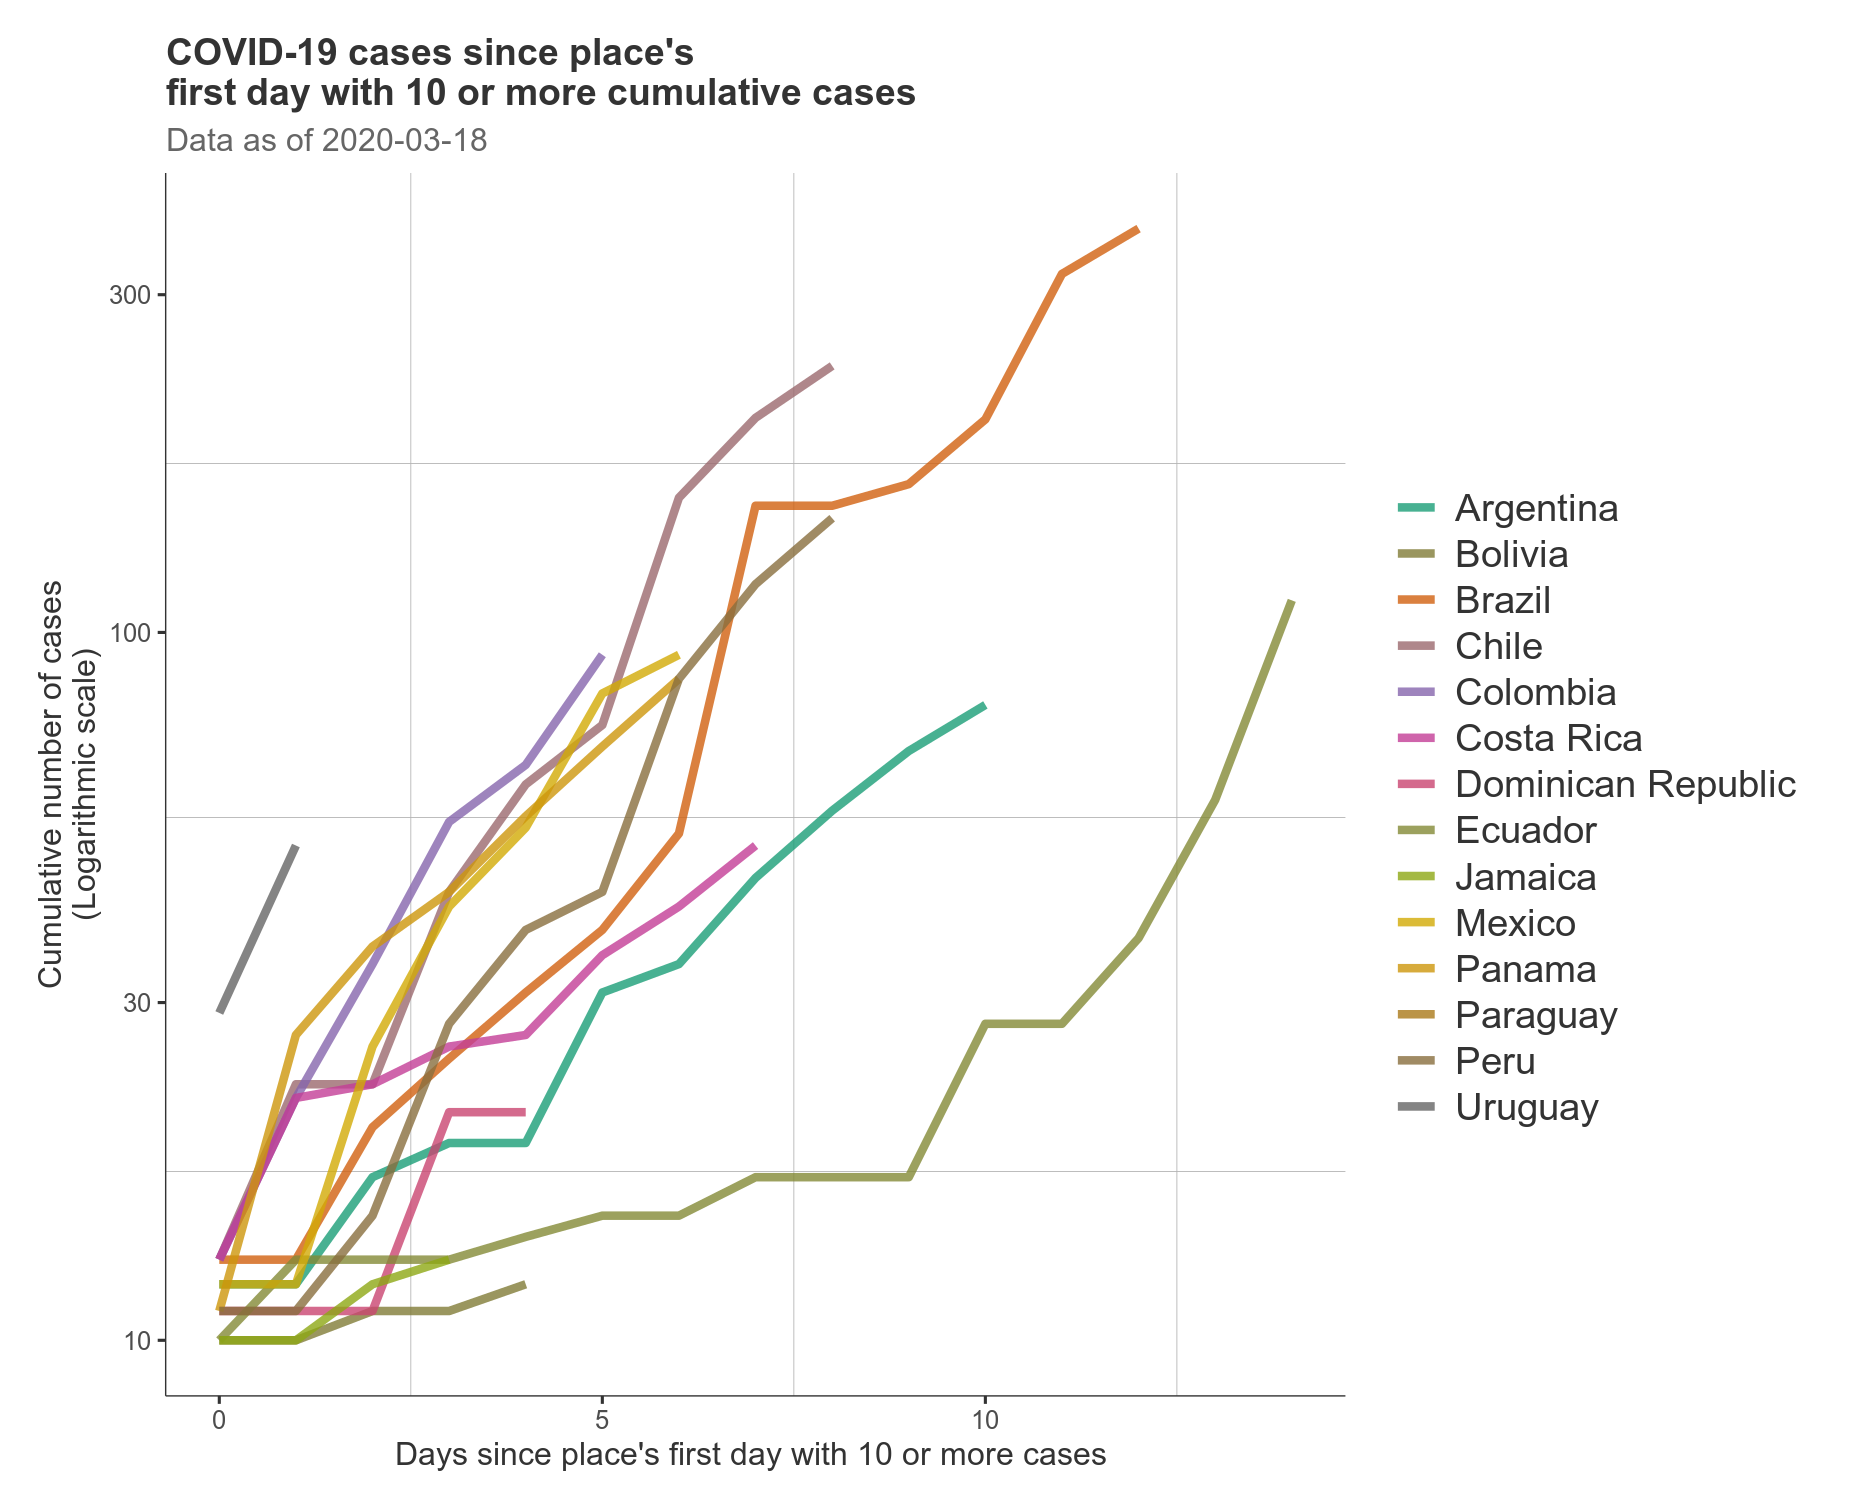 COVID-19 cases since place's
first day with 10 or more cumulative cases
Data as of 2020-03-18
Cumulative number of cases
(Logarithmic scale)
300
100
30
10
0
5
10
Days since place's first day with 10 or more cases
Argentina
Bolivia
Brazil
Chile
Colombia
Costa Rica
Dominican Republic
Ecuador
Jamaica
Mexico
Panama
Paraguay
Peru
Uruguay